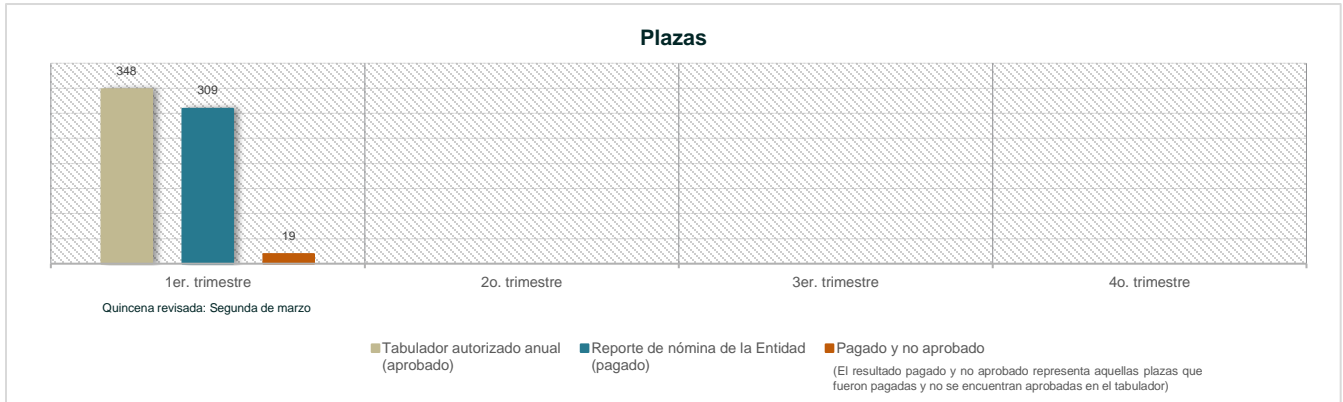 Plazas
348
309
19
1er. trimestre
2o. trimestre
3er. trimestre
4o. trimestre
Quincena revisada: Segunda de marzo
Tabulador autorizado anual
(aprobado)
Reporte de nómina de la Entidad
(pagado)
Pagado y no aprobado
(El resultado pagado y no aprobado representa aquellas plazas que
fueron pagadas y no se encuentran aprobadas en el tabulador)